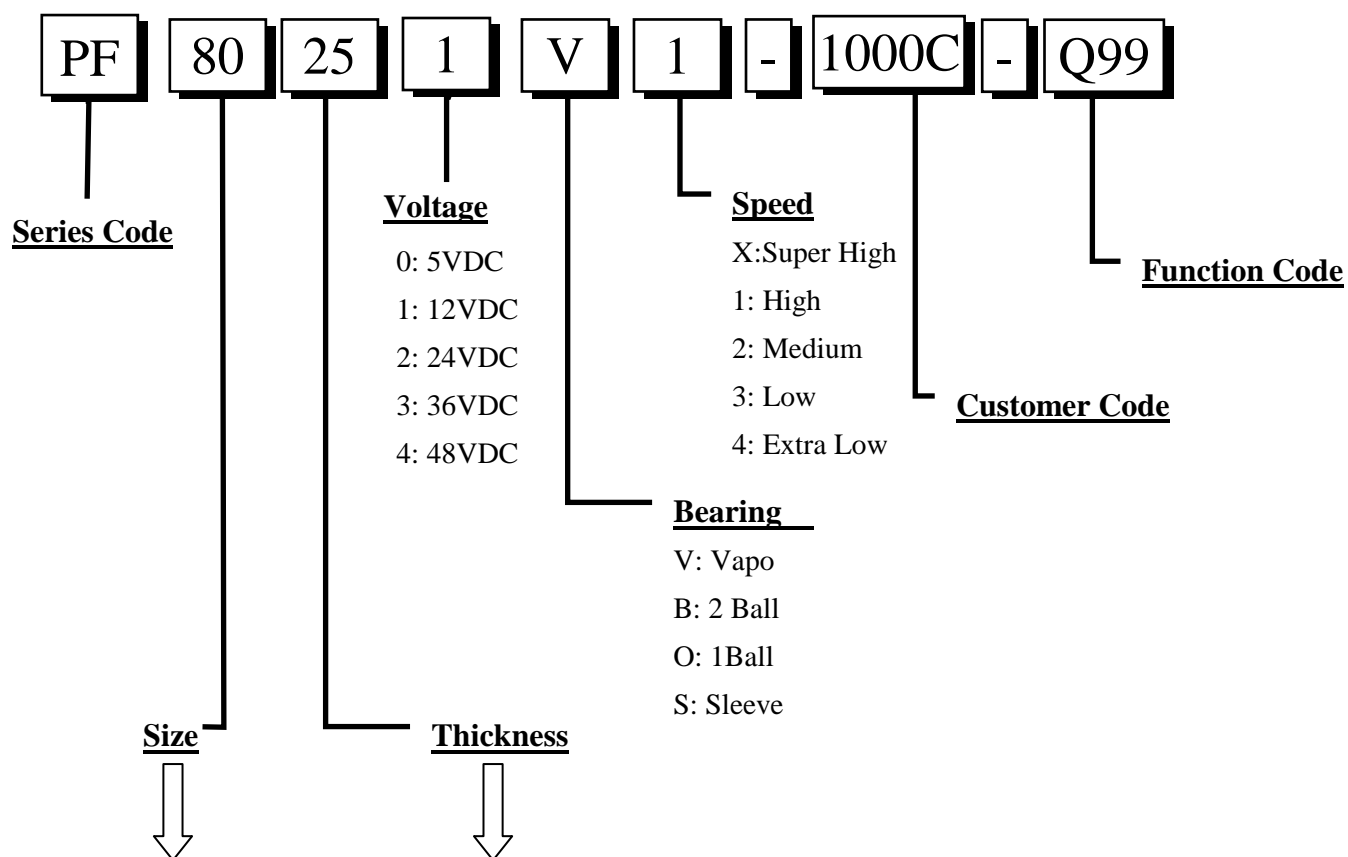 PF 80 25 1 V 1 - 1000C - Q99
Series Code
Voltage
0: 5VDC
1: 12VDC
2: 24VDC
3: 36VDC
4: 48VDC
Speed
X:Super High
1: High
2: Medium
3: Low
4: Extra Low
Function Code
Customer Code
Bearing
V: Vapo
B: 2 Ball
O: 1Ball
S: Sleeve
Size
Thickness